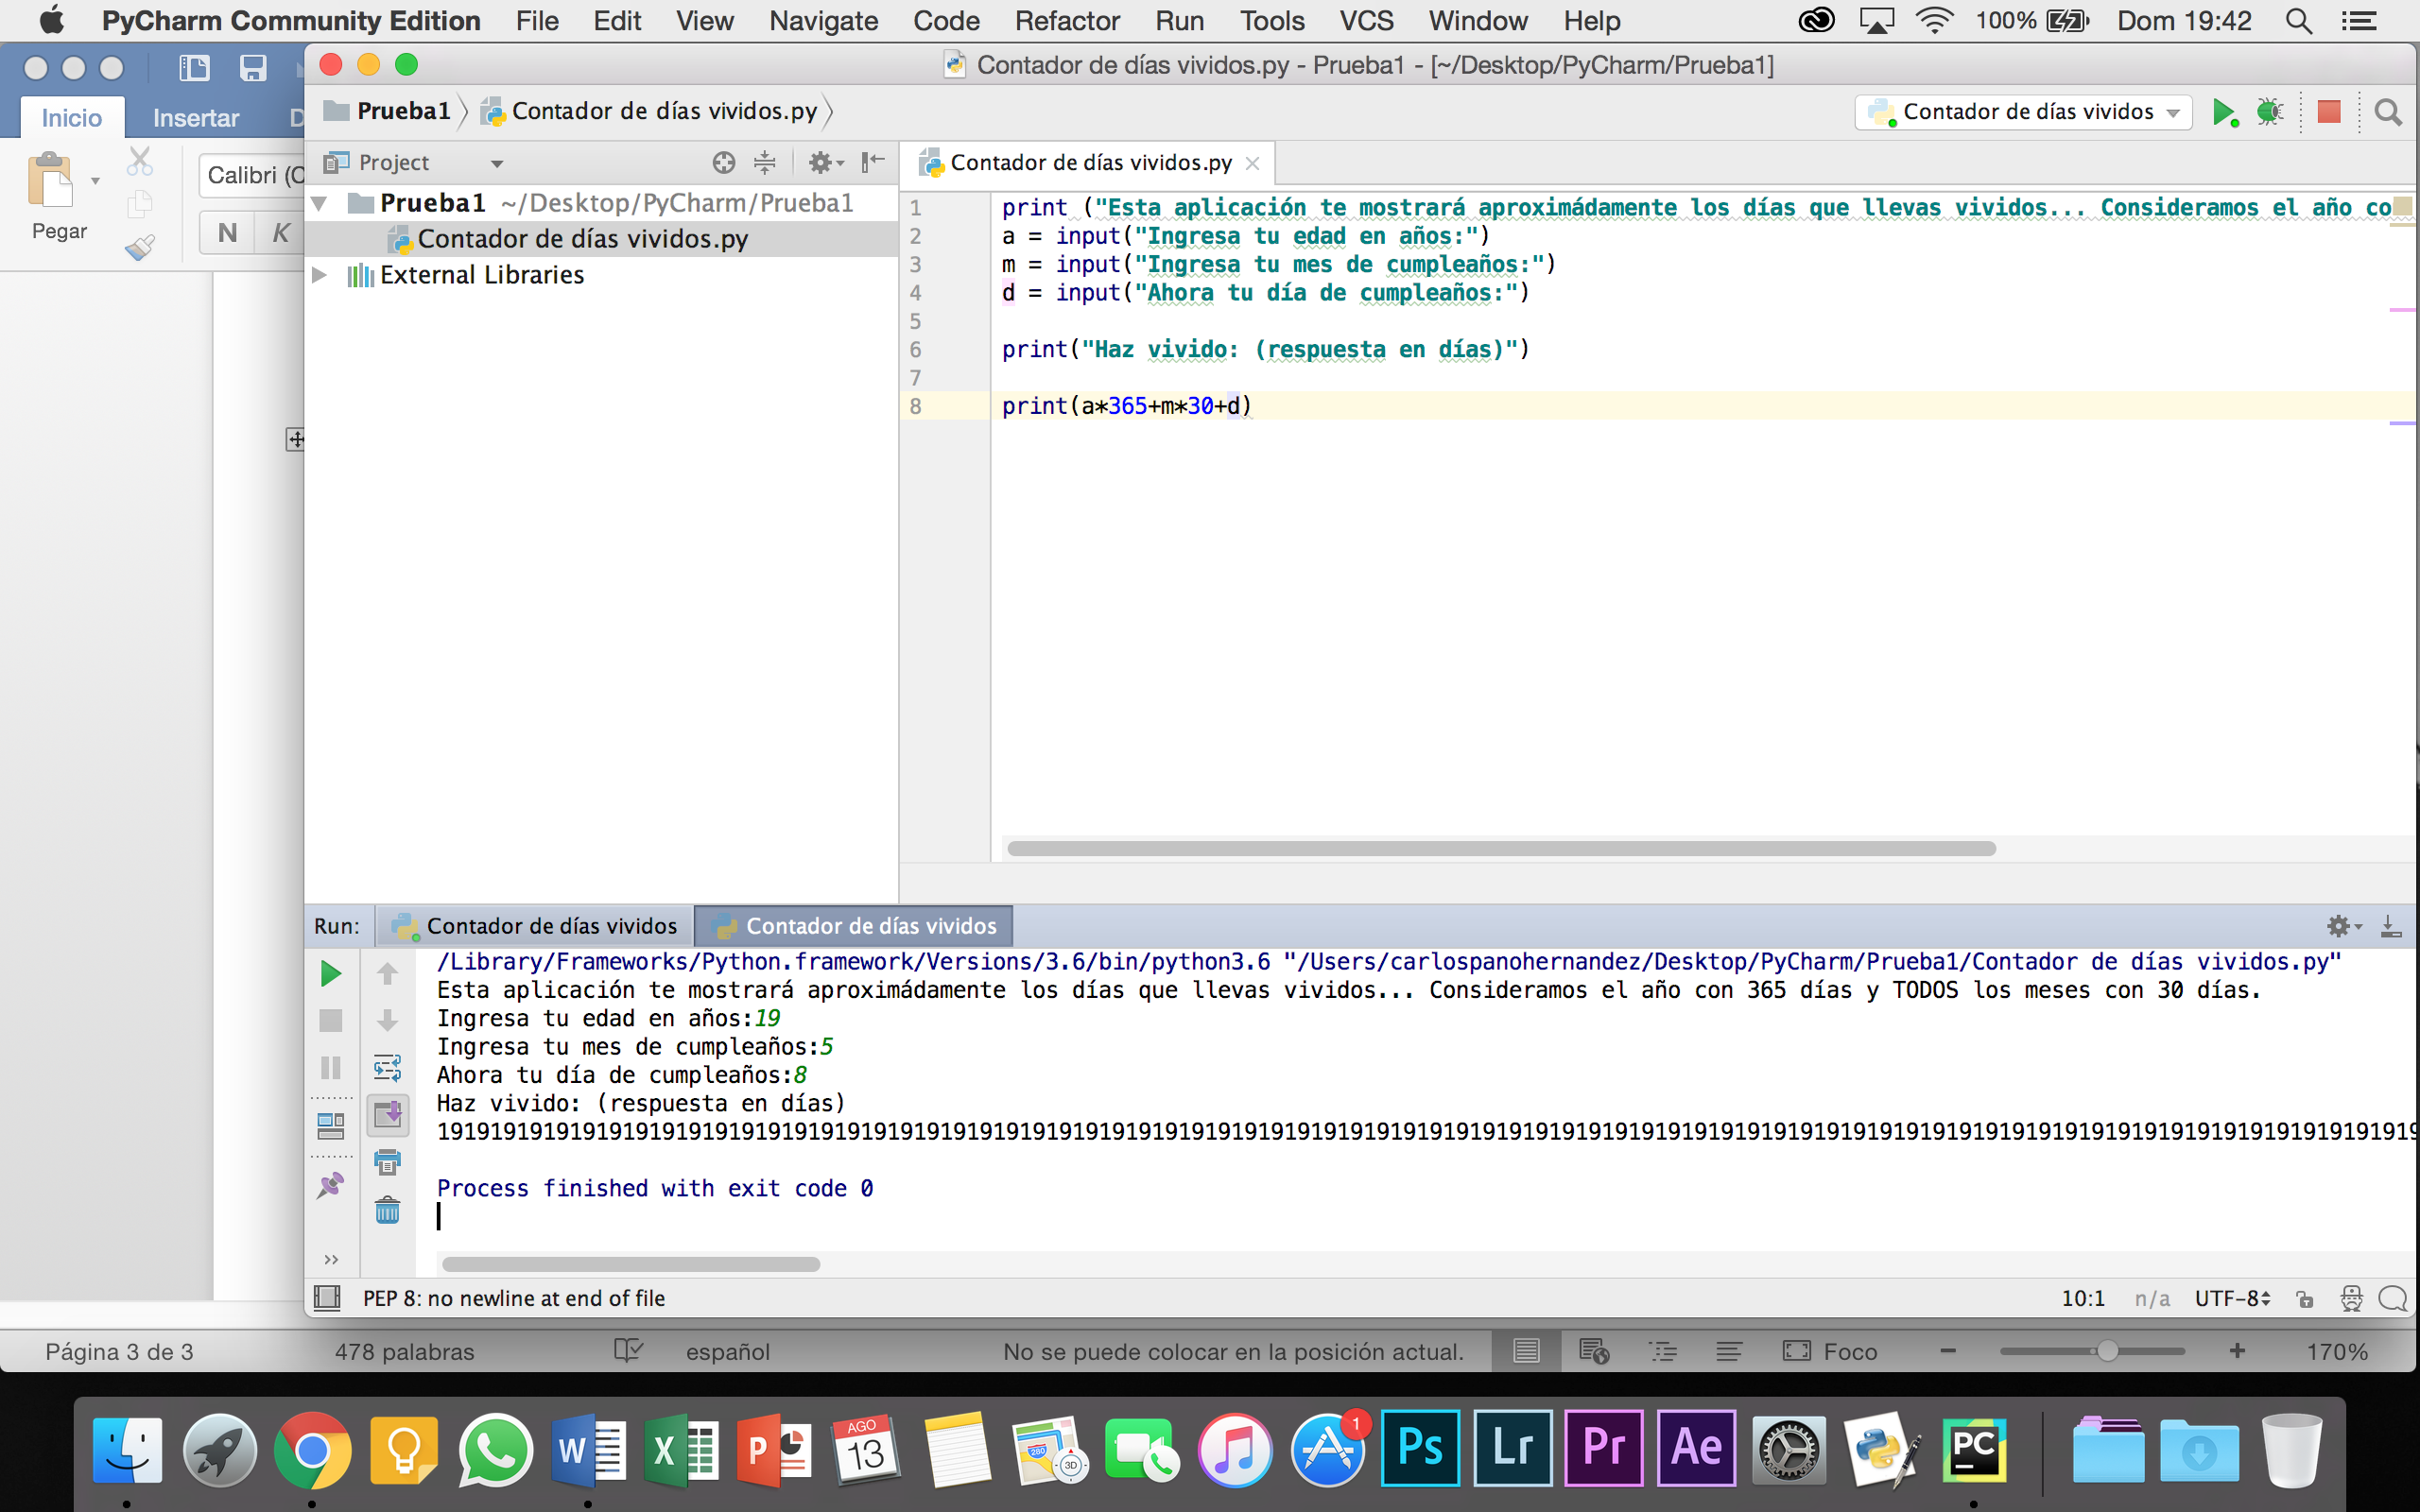 PyCharm Community Edition File Edit View Navigate Code Refactor Run Tools VCS Window Help 100% Dom 19:42
Contador de días vividos.py - Prueba1 - [~/Desktop/PyCharm/Prueba1]
Inicio Insertar D
Prueba1 Contador de días vividos.py Contador de días vividos
Project Contador de días vividos.py
Calibri (C
Pegar N K
Prueba1 ~/Desktop/PyCharm/Prueba1
Contador de días vividos.py
External Libraries
1 print ("Esta aplicación te mostrará aproximádamente los días que llevas vividos... Consideramos el año co
2 a = input("Ingresa tu edad en años:")
3 m = input("Ingresa tu mes de cumpleaños:")
4 d = input("Ahora tu día de cumpleaños:")
5
6 print("Haz vivido: (respuesta en días)")
7
8 print(a*365+m*30+d)
Run: Contador de días vividos Contador de días vividos
/Library/Frameworks/Python.framework/Versions/3.6/bin/python3.6 "/Users/carlospanohernandez/Desktop/PyCharm/Prueba1/Contador de días vividos.py"
Esta aplicación te mostrará aproximádamente los días que llevas vividos... Consideramos el año con 365 días y TODOS los meses con 30 días.
Ingresa tu edad en años:19
Ingresa tu mes de cumpleaños:5
Ahora tu día de cumpleaños:8
Haz vivido: (respuesta en días)
191919191919191919191919191919191919191919191919191919191919191919191919191919191919191919191919191919191919191919191919191919191919191919191919191919
Process finished with exit code 0
PEP 8: no newline at end of file 10:1 n/a UTF-8
Página 3 de 3 478 palabras español No se puede colocar en la posición actual. Foco 170%
W X P AGO 13 280 3D 1 Ps Lr Pr Ae PC